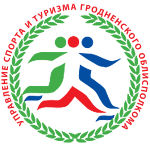 УПРАВЛЕНИЕ СПОРТА И ТУРИЗМА ГРОДНЕНСКОГО ОБЛИСПОЛКОМА